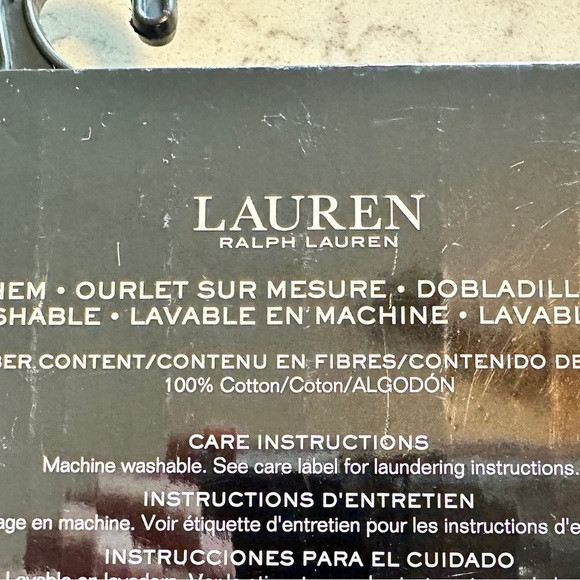 LAUREN
RALPH LAUREN
HEM • OURLET SUR MESURE • DOBLADILL
SHABLE • LAVABLE EN MACHINE • LAVABL
BER CONTENT/CONTENU EN FIBRES/CONTENIDO DE
100% Cotton/Coton/ALGODÓN
CARE INSTRUCTIONS
Machine washable. See care label for laundering instructions.
INSTRUCTIONS D'ENTRETIEN
age en machine. Voir étiquette d'entretien pour les instructions d'e
INSTRUCCIONES PARA EL CUIDADO